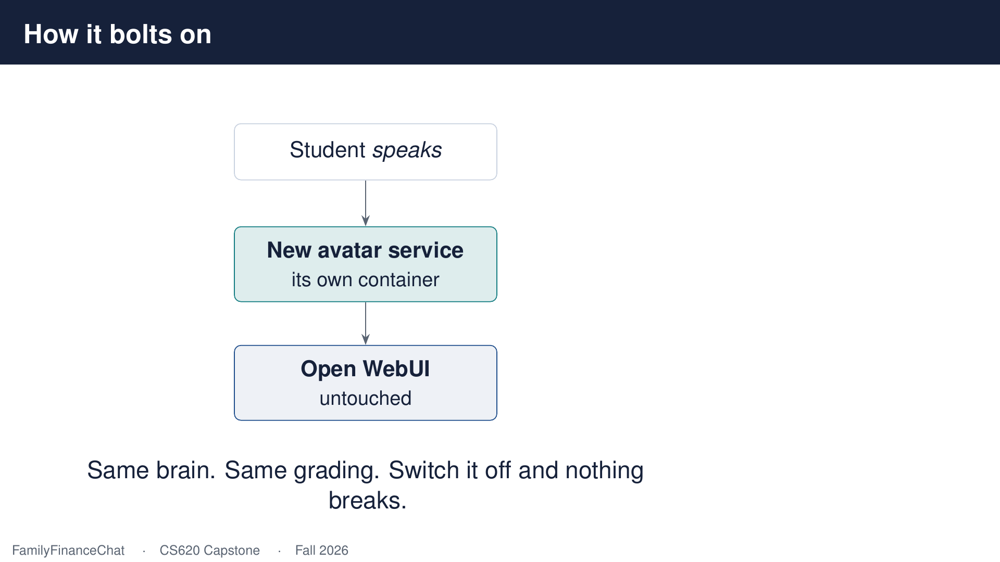 How it bolts on
Student speaks
New avatar service
its own container
Open WebUI
untouched
Same brain. Same grading. Switch it off and nothing
breaks.
FamilyFinanceChat · CS620 Capstone · Fall 2026